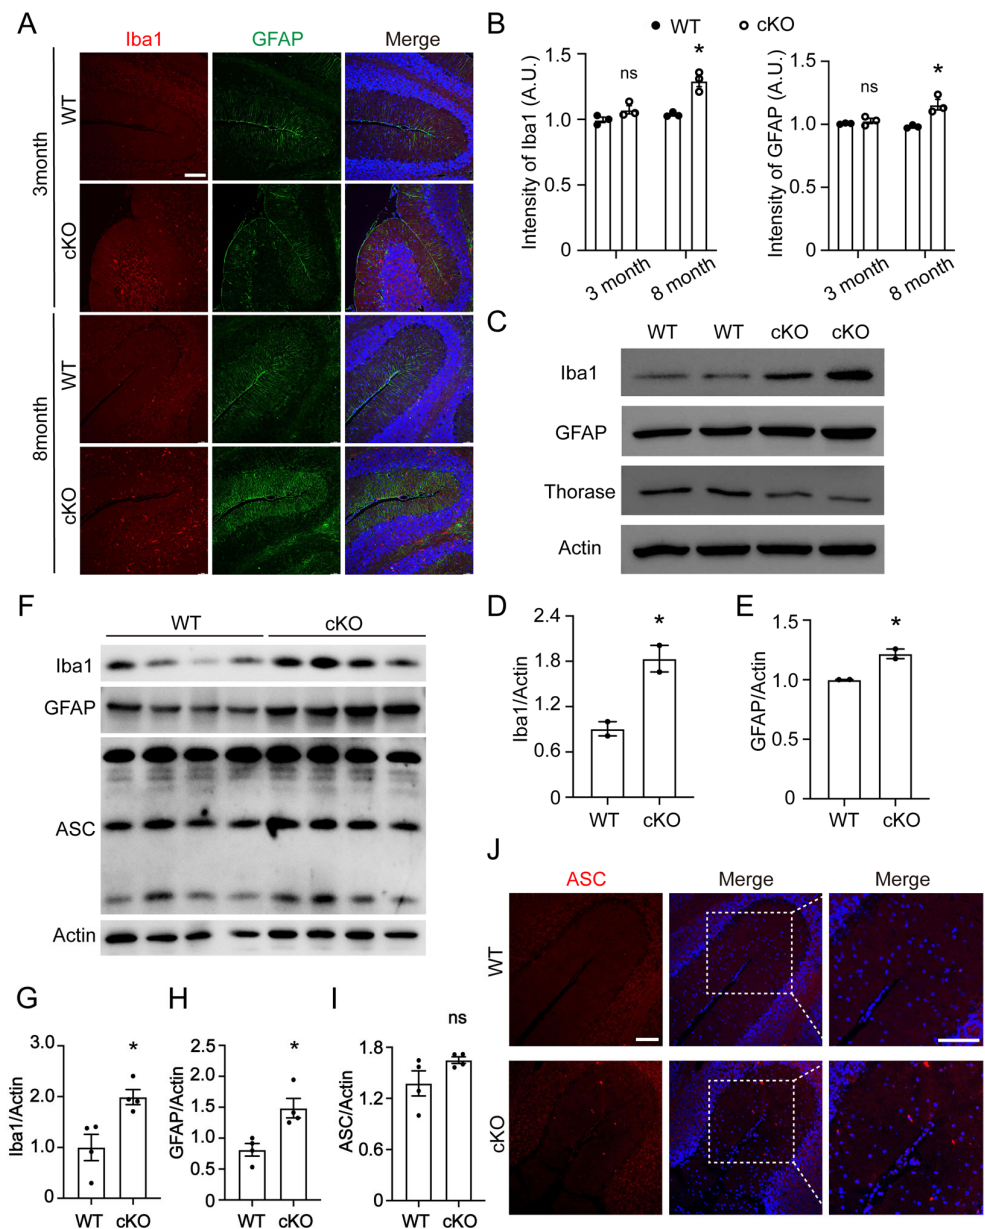 A
Iba1 GFAP Merge
3month
WT
cKO
8month
WT
cKO
B
WT cKO
Intensity of Iba1 (A.U.)
1.5
1.0
0.5
0
ns
*
3 month
8 month
Intensity of GFAP (A.U.)
1.5
1.0
0.5
0
ns
*
3 month
8 month
C
WT WT cKO cKO
Iba1
GFAP
Thorase
Actin
D
Iba1/Actin
2.4
1.8
1.2
0.6
0
*
WT cKO
E
GFAP/Actin
1.5
1.0
0.5
0
*
WT cKO
F
WT cKO
Iba1
GFAP
ASC
Actin
G
Iba1/Actin
3.0
2.0
1.0
0
*
WT cKO
H
GFAP/Actin
2.5
2.0
1.5
1.0
0.5
0
*
WT cKO
I
ASC/Actin
1.8
1.2
0.6
0
ns
WT cKO
J
ASC Merge Merge
WT
cKO